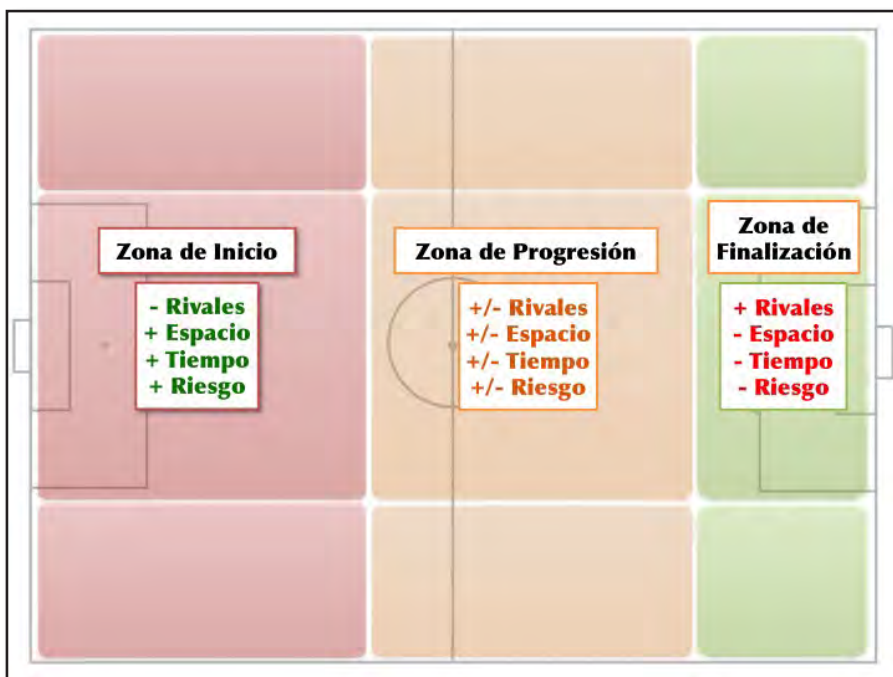 Zona de Inicio
- Rivales
+ Espacio
+ Tiempo
+ Riesgo
Zona de Progresión
+/- Rivales
+/- Espacio
+/- Tiempo
+/- Riesgo
Zona de
Finalización
+ Rivales
- Espacio
- Tiempo
- Riesgo